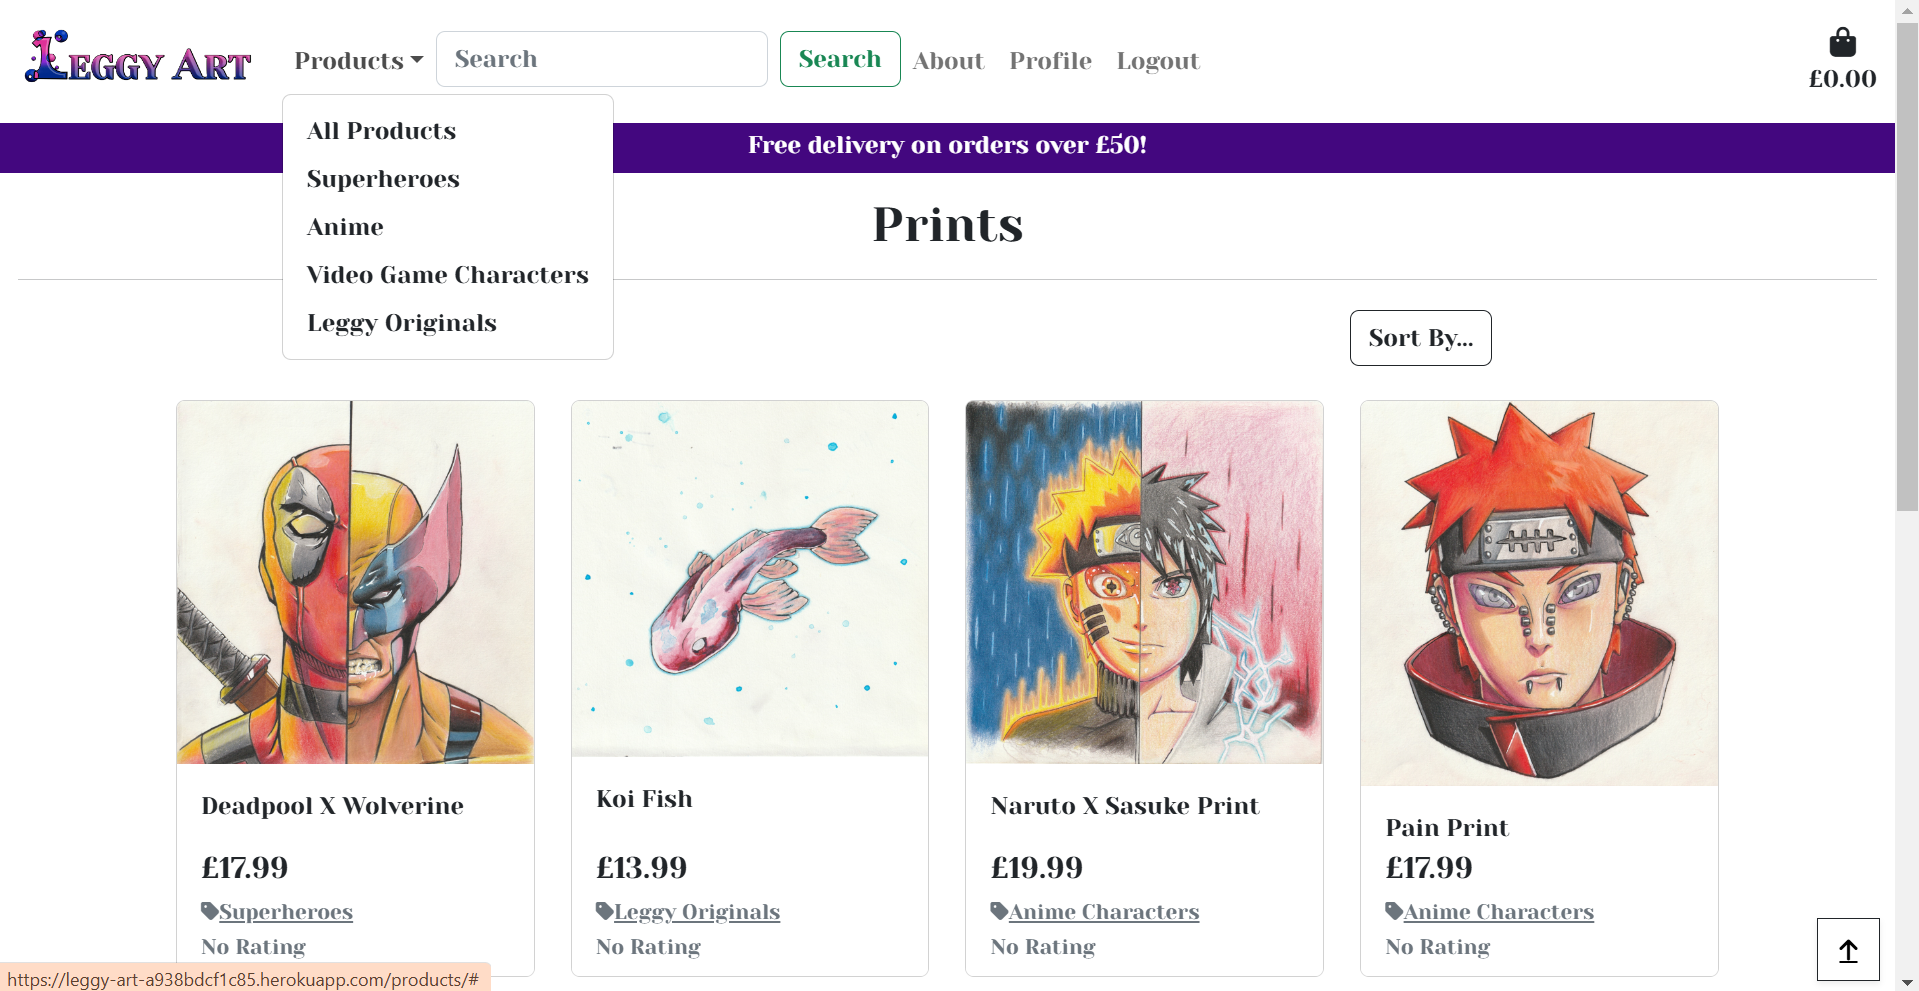 Leggy Art
Products
Search
Search
About
Profile
Logout
£0.00
All Products
Superheroes
Anime
Video Game Characters
Leggy Originals
Free delivery on orders over £50!
Prints
Sort By...
Deadpool X Wolverine
£17.99
Superheroes
No Rating
Koi Fish
£13.99
Leggy Originals
No Rating
Naruto X Sasuke Print
£19.99
Anime Characters
No Rating
Pain Print
£17.99
Anime Characters
No Rating
https://leggy-art-a938bdcf1c85.herokuapp.com/products/#